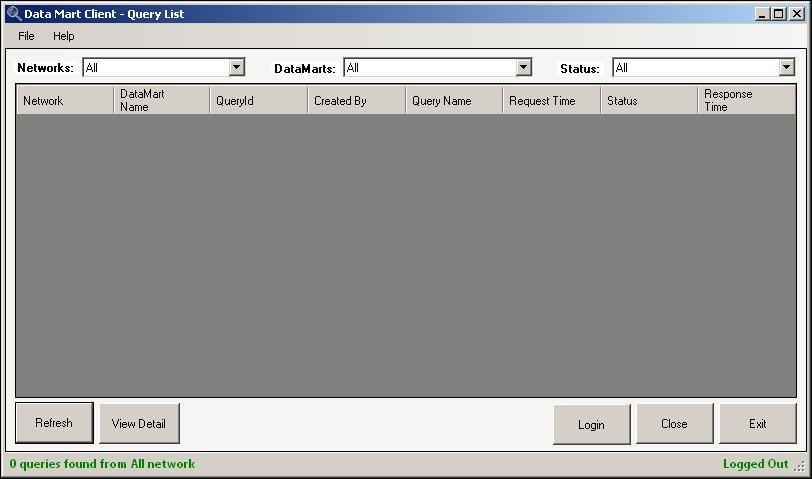 Data Mart Client - Query List
File Help
Networks: All DataMarts: All Status: All
Network DataMart Name QueryId Created By Query Name Request Time Status Response Time
Refresh View Detail Login Close Exit
0 queries found from All network Logged Out